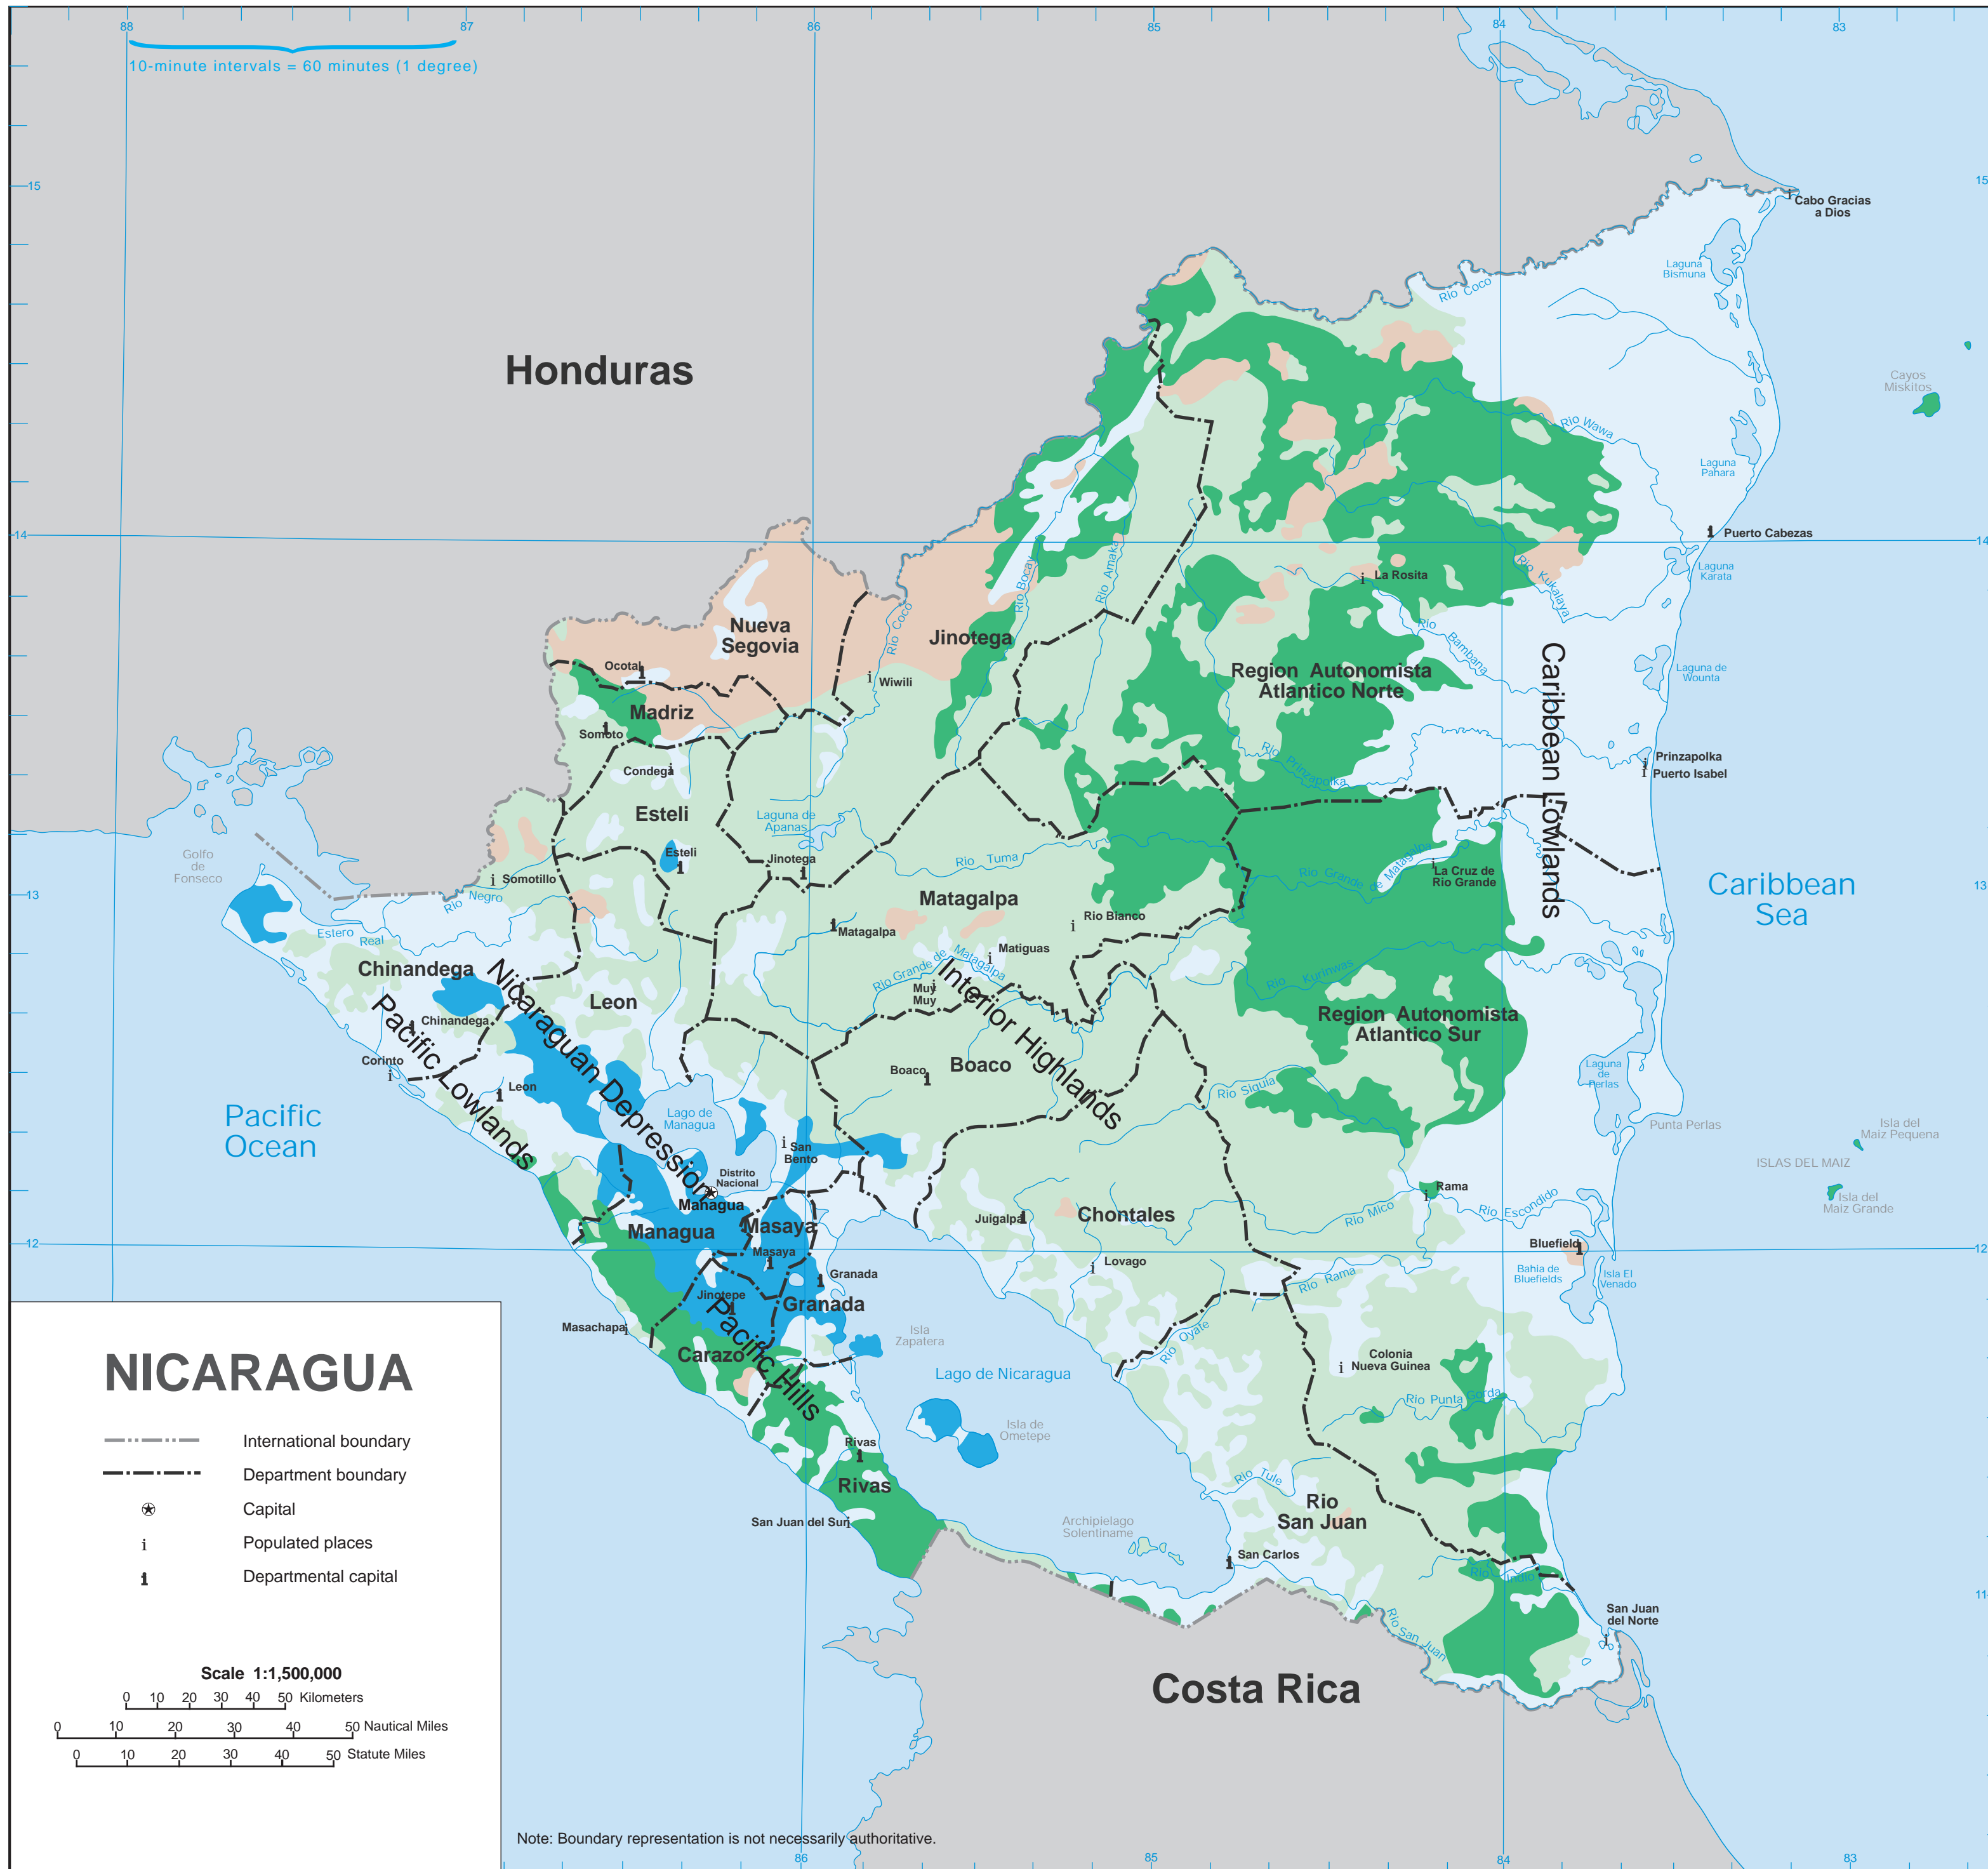 88
87
86
85
84
83
10-minute intervals = 60 minutes (1 degree)
15
15
Cabo Gracias
a Dios
Laguna
Bismuna
Rio Coco
Honduras
Cayos
Miskitos
Rio Wawa
Laguna
Pahara
14
14
Puerto Cabezas
Laguna
Karata
Rio Kukalaya
La Rosita
Rio Bocay
Rio Amaka
Rio Coco
Nueva
Segovia
Jinotega
Rio Bambana
Ocotal
Wiwili
Region Autonomista
Atlantico Norte
Laguna de
Wounta
Madriz
Somoto
Caribbean Lowlands
Rio Prinzapolka
Prinzapolka
Puerto Isabel
Condega
Esteli
Laguna de
Apanas
Golfo
de
Fonseco
Esteli
Jinotega
Rio Tuma
Rio Grande de Matagalpa
La Cruz de
Rio Grande
Somotillo
13
13
Rio Negro
Matagalpa
Caribbean
Sea
Estero Real
Matagalpa
Rio Blanco
Matiguas
Chinandega
Rio Grande de Matagalpa
Muy
Muy
Rio Kurinwas
Nicaraguan Depression
Interior Highlands
Leon
Pacific Lowlands
Chinandega
Region Autonomista
Atlantico Sur
Corinto
Boaco
Boaco
Leon
Rio Siquia
Laguna
de
Perlas
Pacific
Ocean
Lago de
Managua
Punta Perlas
Isla del
Maiz Pequena
San
Bento
ISLAS DEL MAIZ
Distrito
Nacional
Managua
Rama
Isla del
Maiz Grande
Rio Escondido
Rio Mico
Juigalpa
Chontales
Managua
Masaya
Masaya
12
12
Bluefield
Lovago
Granada
Bahia de
Bluefields
Isla El
Venado
Rio Rama
Jinotepe
Granada
Masachapa
Isla
Zapatera
Rio Oyate
Carazo
Pacific Hills
Colonia
Nueva Guinea
Lago de Nicaragua
Rio Punta Gorda
Isla de
Ometepe
Rivas
Rivas
Rio Tule
Rio
San Juan
San Juan del Sur
Archipielago
Solentiname
San Carlos
Rio Indio
11
San Juan
del Norte
Rio San Juan
Costa Rica
NICARAGUA
International boundary
Department boundary
Capital
i Populated places
i Departmental capital
Scale 1:1,500,000
0 10 20 30 40 50 Kilometers
0 10 20 30 40 50 Nautical Miles
0 10 20 30 40 50 Statute Miles
Note: Boundary representation is not necessarily authoritative.
86
85
84
83